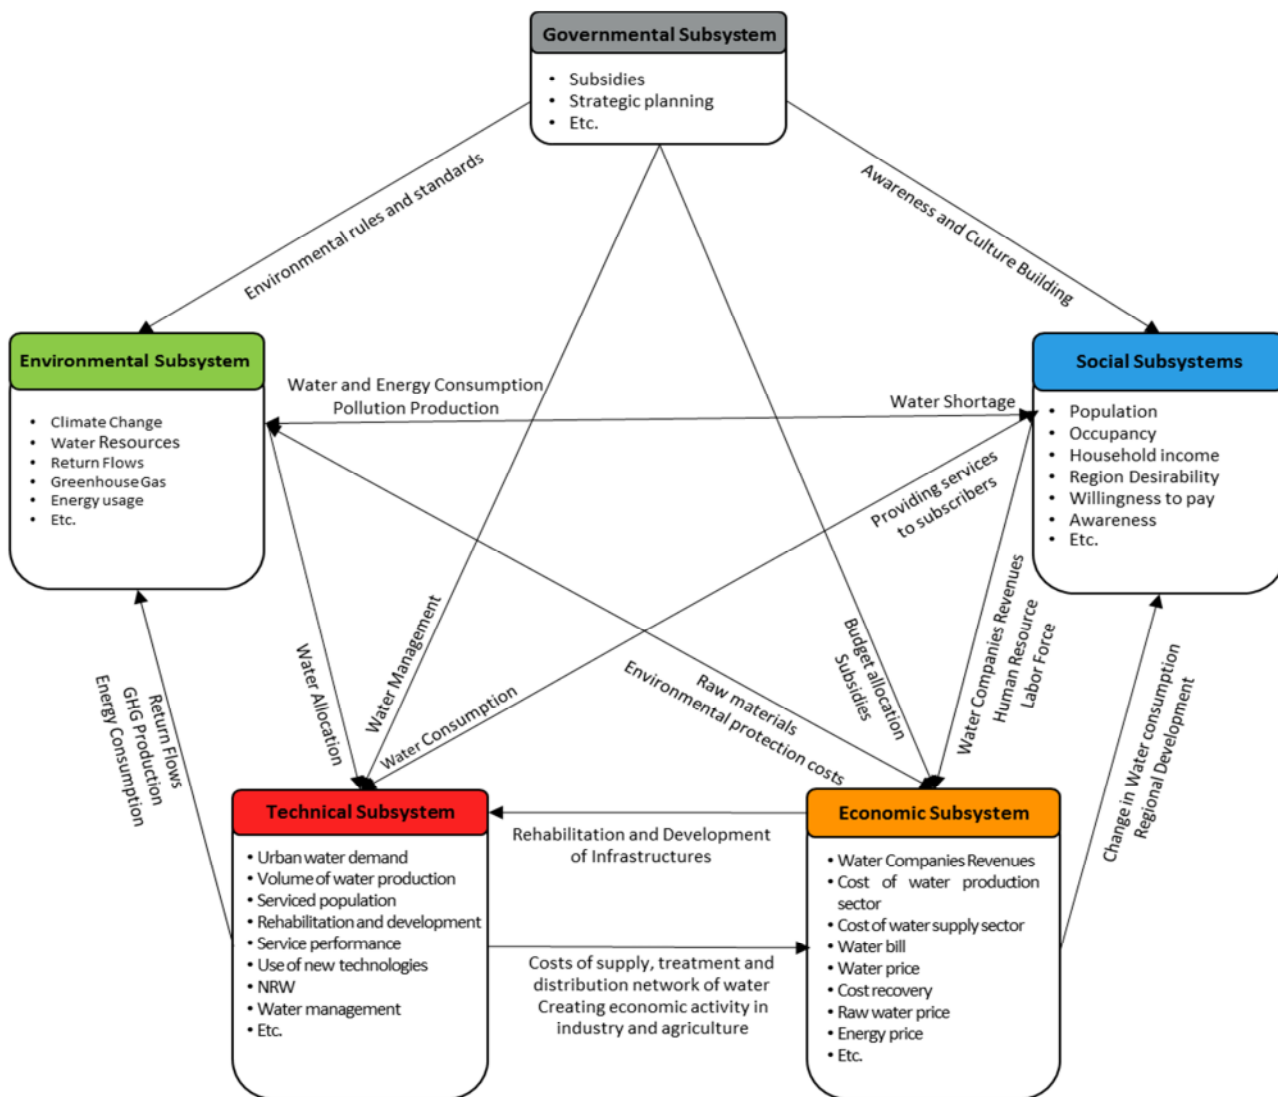 Governmental Subsystem
• Subsidies
• Strategic planning
• Etc.
Environmental rules and standards
Awareness and Culture Building
Environmental Subsystem
• Climate Change
• Water Resources
• Return Flows
• Greenhouse Gas
• Energy usage
• Etc.
Water and Energy Consumption
Pollution Production
Water Shortage
Social Subsystems
• Population
• Occupancy
• Household income
• Region Desirability
• Willingness to pay
• Awareness
• Etc.
Providing services
to subscribers
Water Allocation
Water Management
Water Consumption
Raw materials
Environmental protection costs
Budget allocation
Subsidies
Water Companies Revenues
Human Resource
Labor Force
Return Flows
GHG Production
Energy Consumption
Change in Water consumption
Regional Development
Technical Subsystem
• Urban water demand
• Volume of water production
• Serviced population
• Rehabilitation and development
• Service performance
• Use of new technologies
• NRW
• Water management
• Etc.
Rehabilitation and Development
of Infrastructures
Costs of supply, treatment and
distribution network of water
Creating economic activity in
industry and agriculture
Economic Subsystem
• Water Companies Revenues
• Cost of water production
sector
• Cost of water supply sector
• Water bill
• Water price
• Cost recovery
• Raw water price
• Energy price
• Etc.